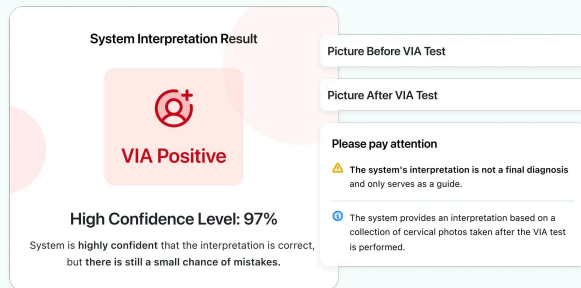 System Interpretation Result
VIA Positive
High Confidence Level: 97%
System is highly confident that the interpretation is correct,
but there is still a small chance of mistakes.
Picture Before VIA Test
Picture After VIA Test
Please pay attention
The system's interpretation is not a final diagnosis
and only serves as a guide.
The system provides an interpretation based on a
collection of cervical photos taken after the VIA test
is performed.